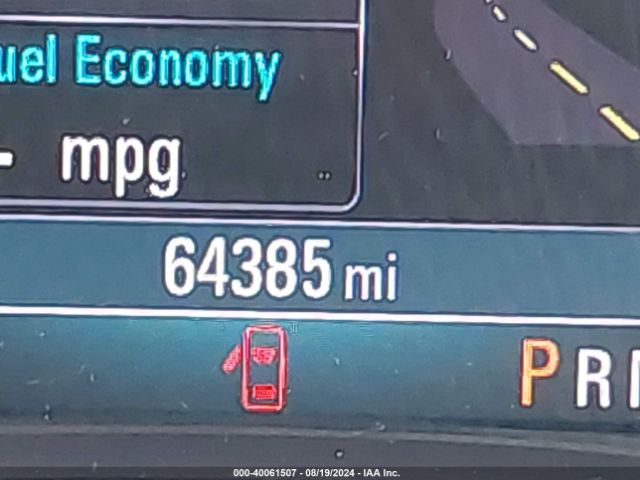 uel Economy
- mpg
64385 mi
P R
000-40061507 - 08/19/2024 - IAA Inc.